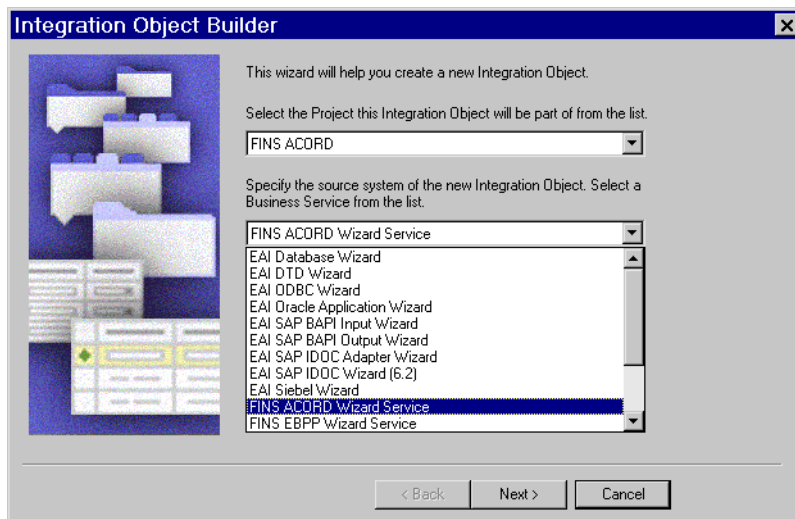 Integration Object Builder
This wizard will help you create a new Integration Object.
Select the Project this Integration Object will be part of from the list.
FINS ACORD
Specify the source system of the new Integration Object. Select a
Business Service from the list.
FINS ACORD Wizard Service
EAI Database Wizard
EAI DTD Wizard
EAI ODBC Wizard
EAI Oracle Application Wizard
EAI SAP BAPI Input Wizard
EAI SAP BAPI Output Wizard
EAI SAP IDOC Adapter Wizard
EAI SAP IDOC Wizard (6.2)
EAI Siebel Wizard
FINS ACORD Wizard Service
FINS EBPP Wizard Service
< Back Next > Cancel